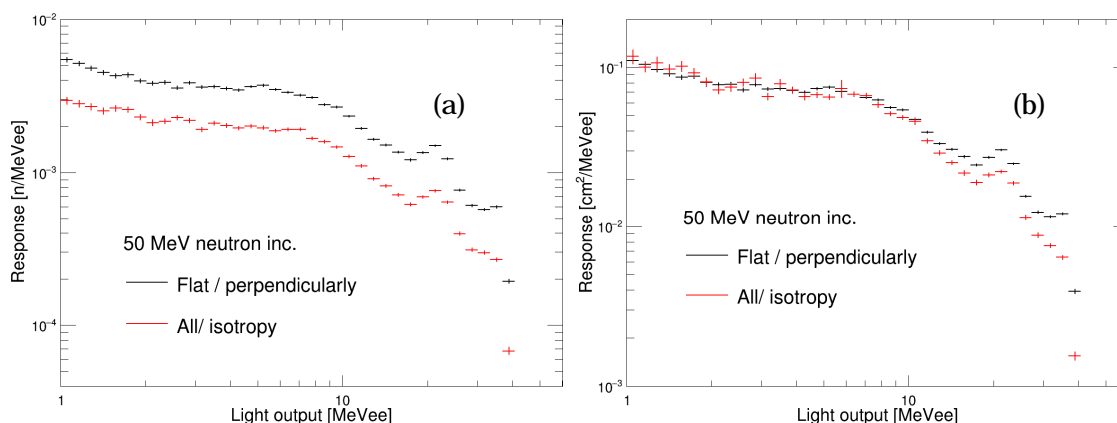 10⁻²
10⁻³
10⁻⁴
Response [n/MeVee]
(a)
50 MeV neutron inc.
Flat / perpendicularly
All/ isotropy
1
10
Light output [MeVee]
10⁻¹
10⁻²
10⁻³
Response [cm²/MeVee]
(b)
50 MeV neutron inc.
Flat / perpendicularly
All/ isotropy
1
10
Light output [MeVee]